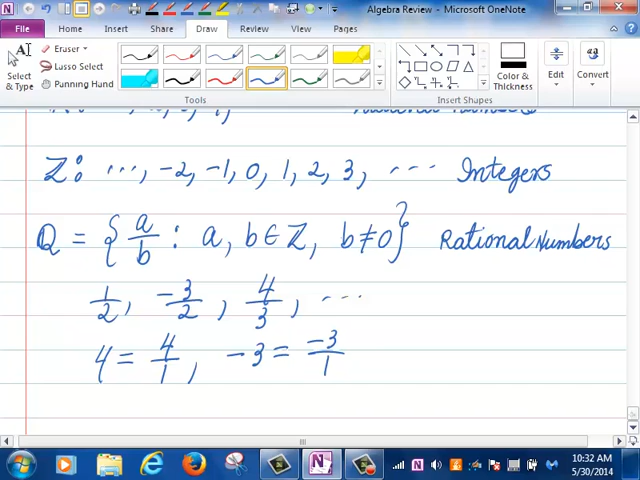 Algebra Review - Microsoft OneNote
File Home Insert Share Draw Review View
Select & Type
Eraser
Lasso Select
Panning Hand
Color & Thickness
Edit
Convert
Tools Insert Shapes
Z: ..., -2, -1, 0, 1, 2, 3, ... Integers
Q = { a/b : a, b ∈ Z, b ≠ 0 } Rational Numbers
1/2, -3/2, 4/3, ...
4 = 4/1, -3 = -3/1
10:32 AM
5/30/2014